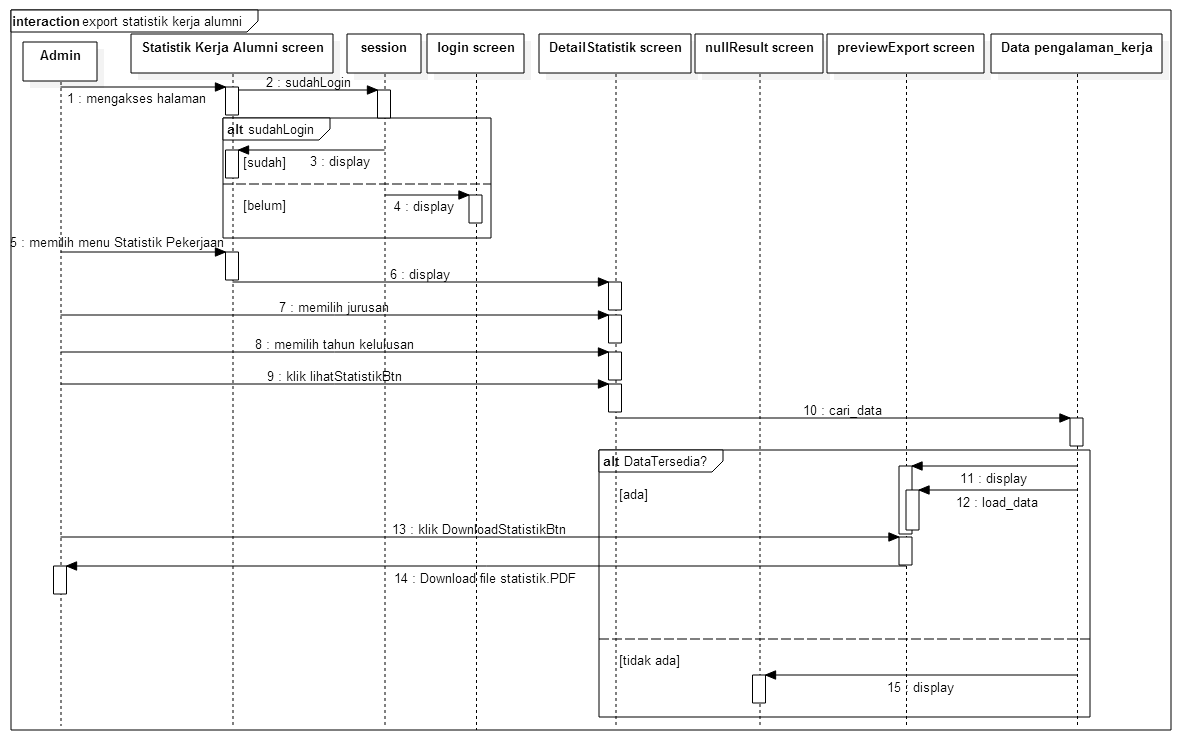 interaction export statistik kerja alumni
Admin
Statistik Kerja Alumni screen
session
login screen
DetailStatistik screen
nullResult screen
previewExport screen
Data pengalaman_kerja
1 : mengakses halaman
2 : sudahLogin
alt sudahLogin
[sudah]
3 : display
[belum]
4 : display
5 : memilih menu Statistik Pekerjaan
6 : display
7 : memilih jurusan
8 : memilih tahun kelulusan
9 : klik lihatStatistikBtn
10 : cari_data
alt DataTersedia?
11 : display
[ada]
12 : load_data
13 : klik DownloadStatistikBtn
14 : Download file statistik.PDF
[tidak ada]
15 : display